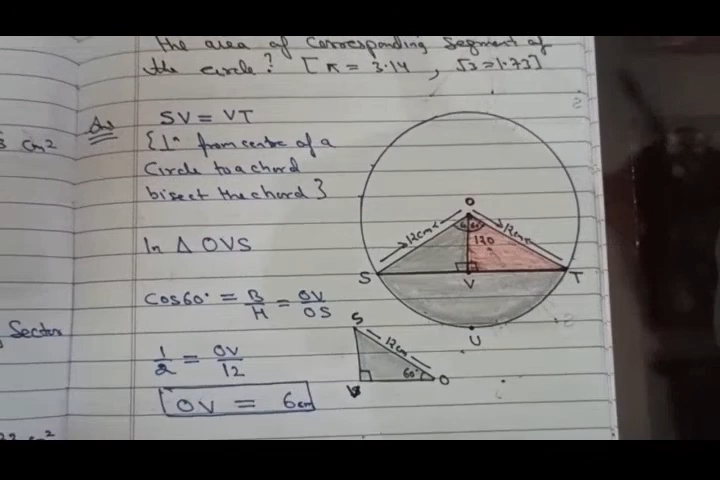 the area of corresponding segment of
the circle? [π = 3.14 , √3 = 1.73]
Ans SV = VT
{⊥ʳ from centre of a
circle to a chord
bisect the chord}
In Δ OVS
cos60° = B/H = OV/OS
1/2 = OV/12
OV = 6cm
cm²
Sector
O
12cm
12cm
60
120
S
V
T
U
S
12cm
60°
V
O